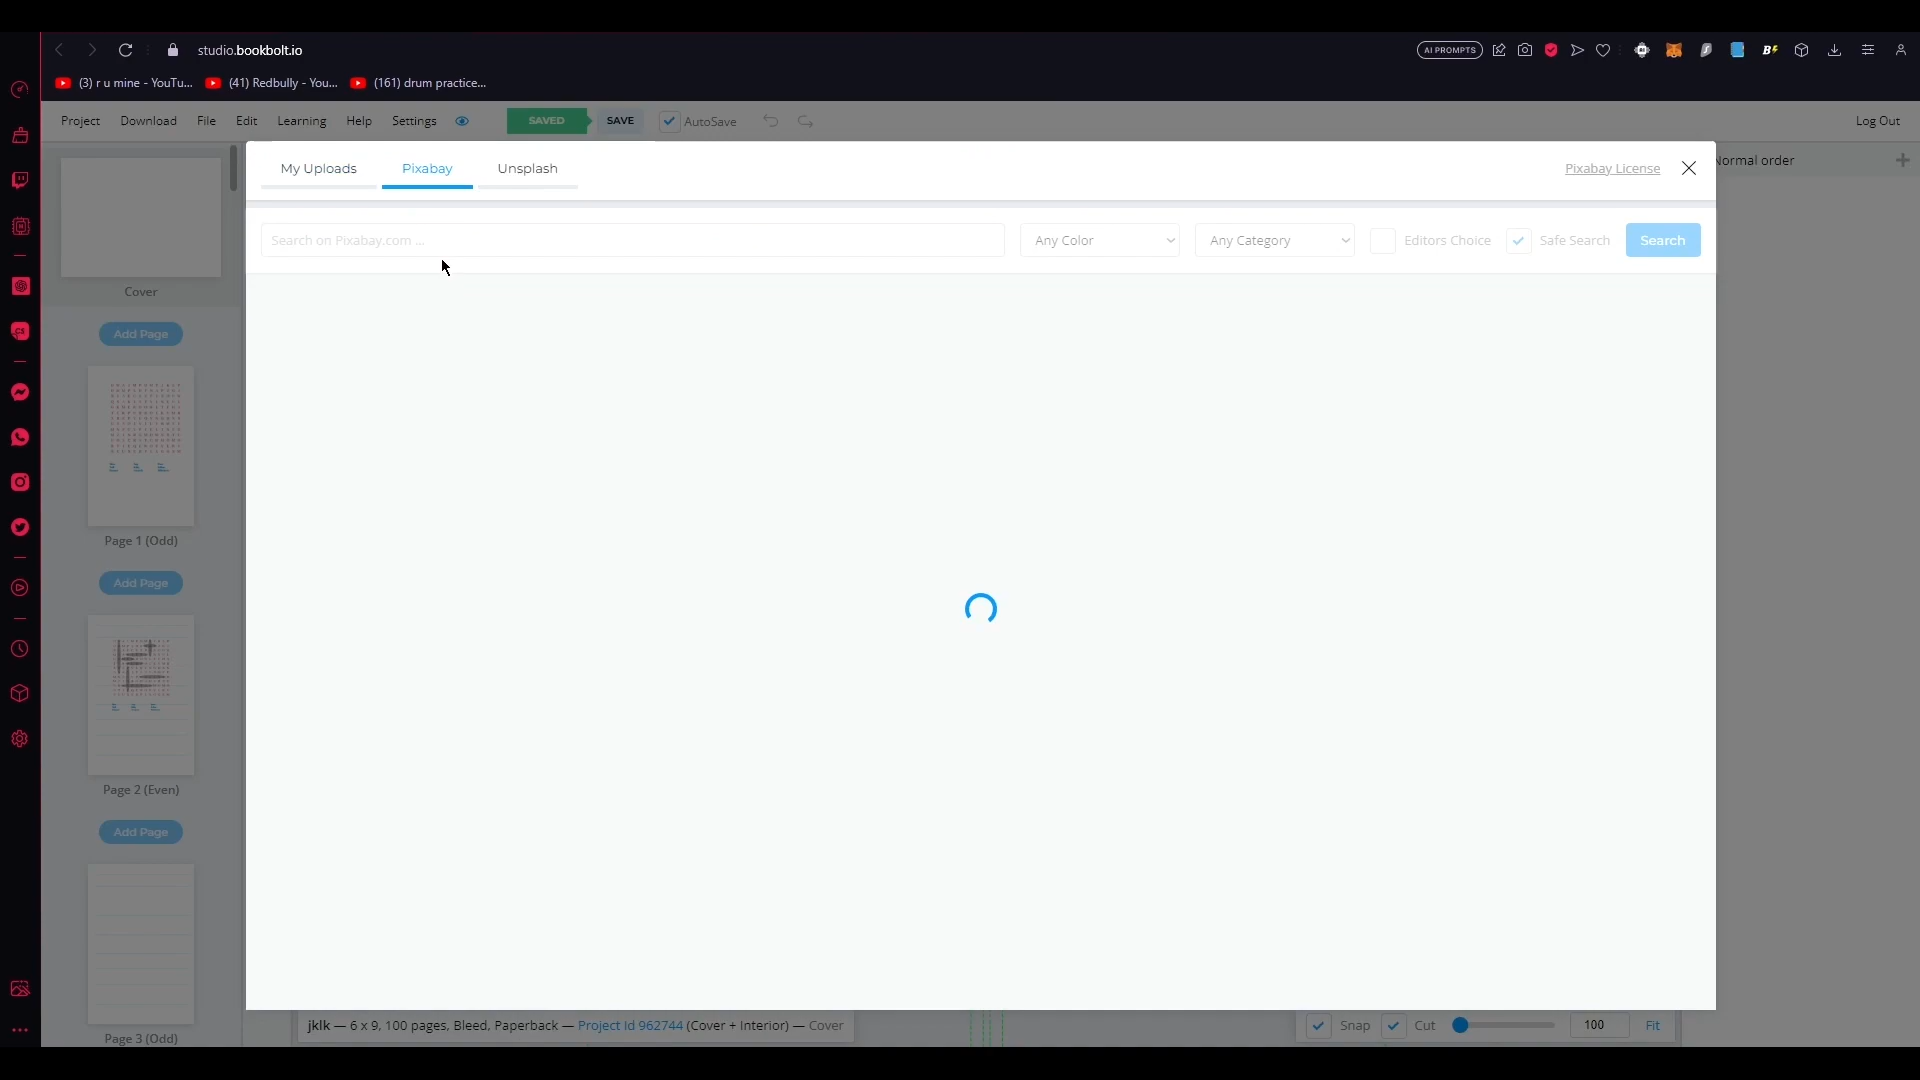 studio.bookbolt.io
AI PROMPTS
(3) r u mine - YouTu...
(41) Redbully - You...
(161) drum practice...
Project
Download
File
Edit
Learning
Help
Settings
SAVED
SAVE
AutoSave
Log Out
My Uploads
Pixabay
Unsplash
Pixabay License
Normal order
Search on Pixabay.com ...
Any Color
Any Category
Editors Choice
Safe Search
Search
Cover
Add Page
Page 1 (Odd)
Add Page
Page 2 (Even)
Add Page
Page 3 (Odd)
jklk — 6 x 9, 100 pages, Bleed, Paperback — Project Id 962744 (Cover + Interior) — Cover
Snap
Cut
100
Fit